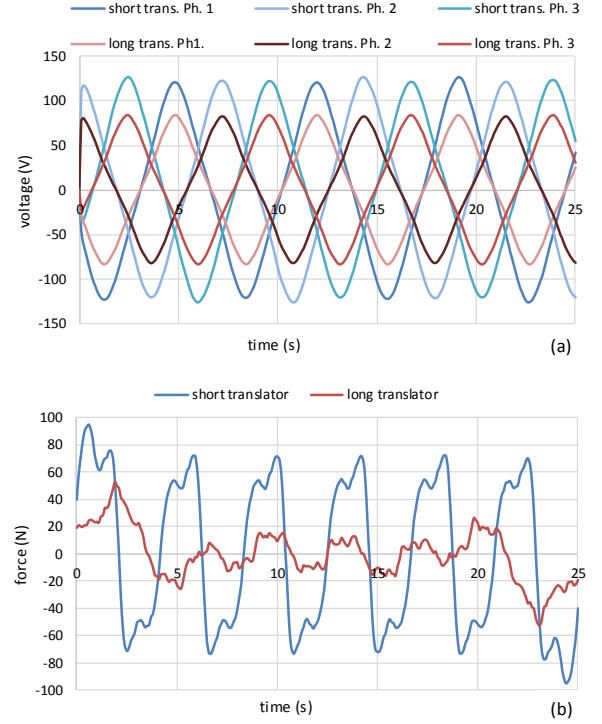 short trans. Ph. 1 short trans. Ph. 2 short trans. Ph. 3
long trans. Ph1. long trans. Ph. 2 long trans. Ph. 3
150
100
50
0
-50
-100
-150
voltage (V)
0 5 10 15 20 25
time (s)
(a)
short translator long translator
100
80
60
40
20
0
-20
-40
-60
-80
-100
force (N)
0 5 10 15 20 25
time (s)
(b)